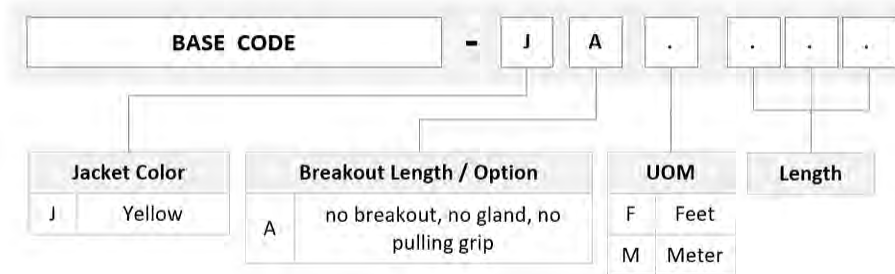 BASE CODE - J A . . . .
Jacket Color
J Yellow
Breakout Length / Option
A no breakout, no gland, no
pulling grip
UOM
F Feet
M Meter
Length